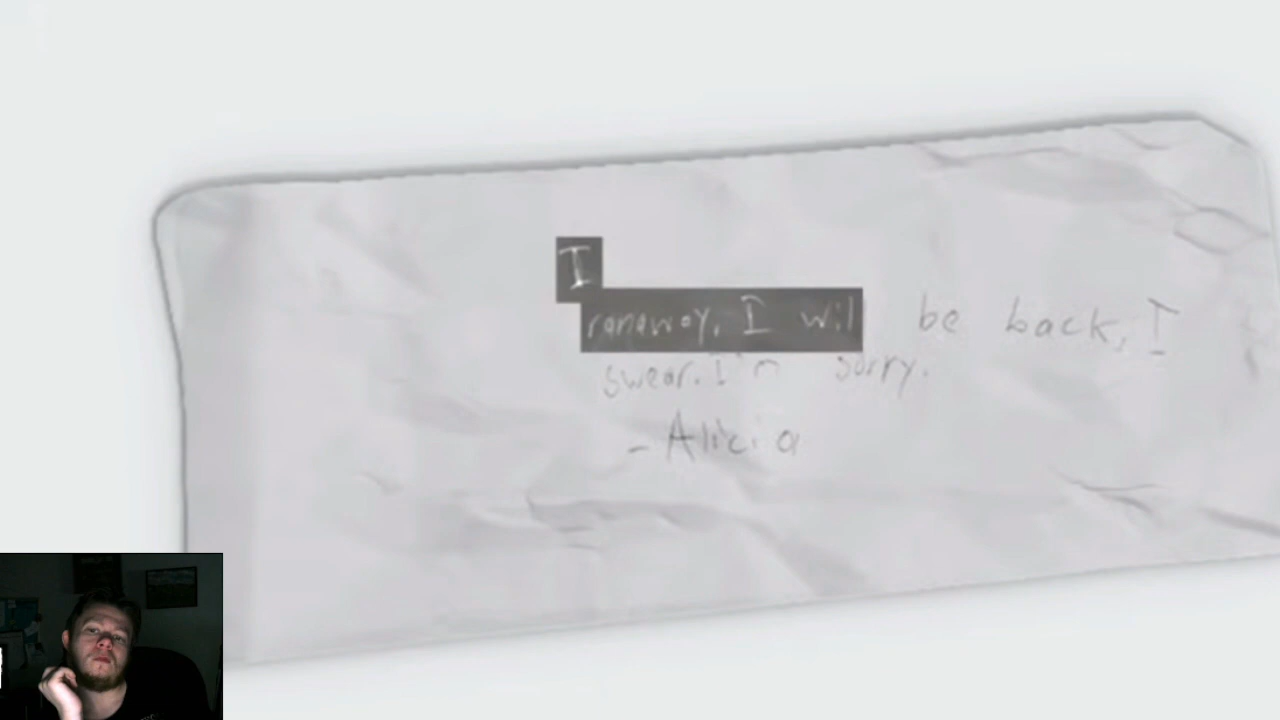 I
ranaway. I wil be back, I
swear. I'm sorry.
- Alicia